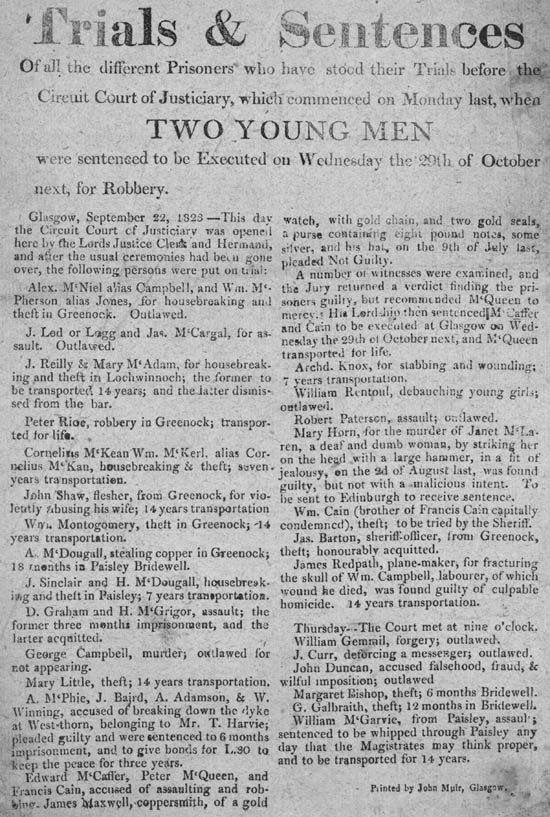 Trials & Sentences
Of all the different Prisoners who have stood their Trials before the
Circuit Court of Justiciary, which commenced on Monday last, when
TWO YOUNG MEN
were sentenced to be Executed on Wednesday the 29th of October
next, for Robbery.
Glasgow, September 22, 1823 —This day
the Circuit Court of Justiciary was opened
here by the Lords Justice Clerk and Hermand,
and after the usual ceremonies had been gone
over, the following persons were put on trial:
Alex. M'Niel alias Campbell, and Wm. M'-
Pherson alias Jones, for housebreaking and
theft in Greenock. Outlawed.
J. Led or Lagg and Jas. M'Cargal, for as-
sault. Outlawed.
J. Reilly & Mary M'Adam, for housebreak-
ing and theft in Lochwinnoch; the former to
be transported 14 years; and the latter dismis-
sed from the bar.
Peter Rice, robbery in Greenock; transpor-
ted for life.
Cornelius M'Kean Wm. M'Kerl, alias Cor-
nelius M'Kan, housebreaking & theft; seven
years transportation.
John Shaw, flesher, from Greenock, for vio-
lently abusing his wife; 14 years transportation
Wm. Montogomery, theft in Greenock; 14
years transportation.
A. M'Dougall, stealing copper in Greenock;
18 months in Paisley Bridewell.
J. Sinclair and H. M'Dougall, housebreak-
ing and theft in Paisley; 7 years transportation.
D. Graham and H. M'Grigor, assault; the
former three months imprisonment, and the
latter acquitted.
George Campbell, murder; outlawed for
not appearing.
Mary Little, theft; 14 years transportation.
A. M'Phie, J. Baird, A. Adamson, & W.
Winning, accused of breaking down the dyke
at West-thorn, belonging to Mr. T. Harvie;
pleaded guilty and were sentenced to 6 months
imprisonment, and to give bonds for L.30 to
keep the peace for three years.
Edward M'Caffer, Peter M'Queen, and
Francis Cain, accused of assaulting and rob-
bing James Maxwell, coppersmith, of a gold
watch, with gold chain, and two gold seals,
a purse containing eight pound notes, some
silver, and his hat, on the 9th of July last,
pleaded Not Guilty.
A number of witnesses were examined, and
the Jury returned a verdict finding the pri-
soners guilty, but recommended M'Queen to
mercy. His Lordship then sentenced M'Caffer
and Cain to be executed at Glasgow on Wed-
nesday the 29th of October next, and M'Queen
transported for life.
Archd. Knox, for stabbing and wounding;
7 years transportation.
William Rentoul, debauching young girls;
outlawed.
Robert Paterson, assault; outlawed.
Mary Horn, for the murder of Janet M'La-
ren, a deaf and dumb woman, by striking her
on the head with a large hammer, in a fit of
jealousy, on the 2d of August last, was found
guilty, but not with a malicious intent. To
be sent to Edinburgh to receive sentence.
Wm. Cain (brother of Francis Cain capitally
condemned), theft; to be tried by the Sheriff.
Jas. Barton, sheriff-officer, from Greenock,
theft; honourably acquitted.
James Redpath, plane-maker, for fracturing
the skull of Wm. Campbell, labourer, of which
wound he died, was found guilty of culpable
homicide. 14 years transportation.
Thursday--The Court met at nine o'clock.
William Gemmil, forgery; outlawed.
J. Curr, deforcing a messenger; outlawed.
John Duncan, accused falsehood, fraud, &
wilful imposition; outlawed
Margaret Bishop, theft; 6 months Bridewell.
G. Galbraith, theft; 12 months in Bridewell.
William M'Garvie, from Paisley, assault;
sentenced to be whipped through Paisley any
day that the Magistrates may think proper,
and to be transported for 14 years.
Printed by John Muir, Glasgow.